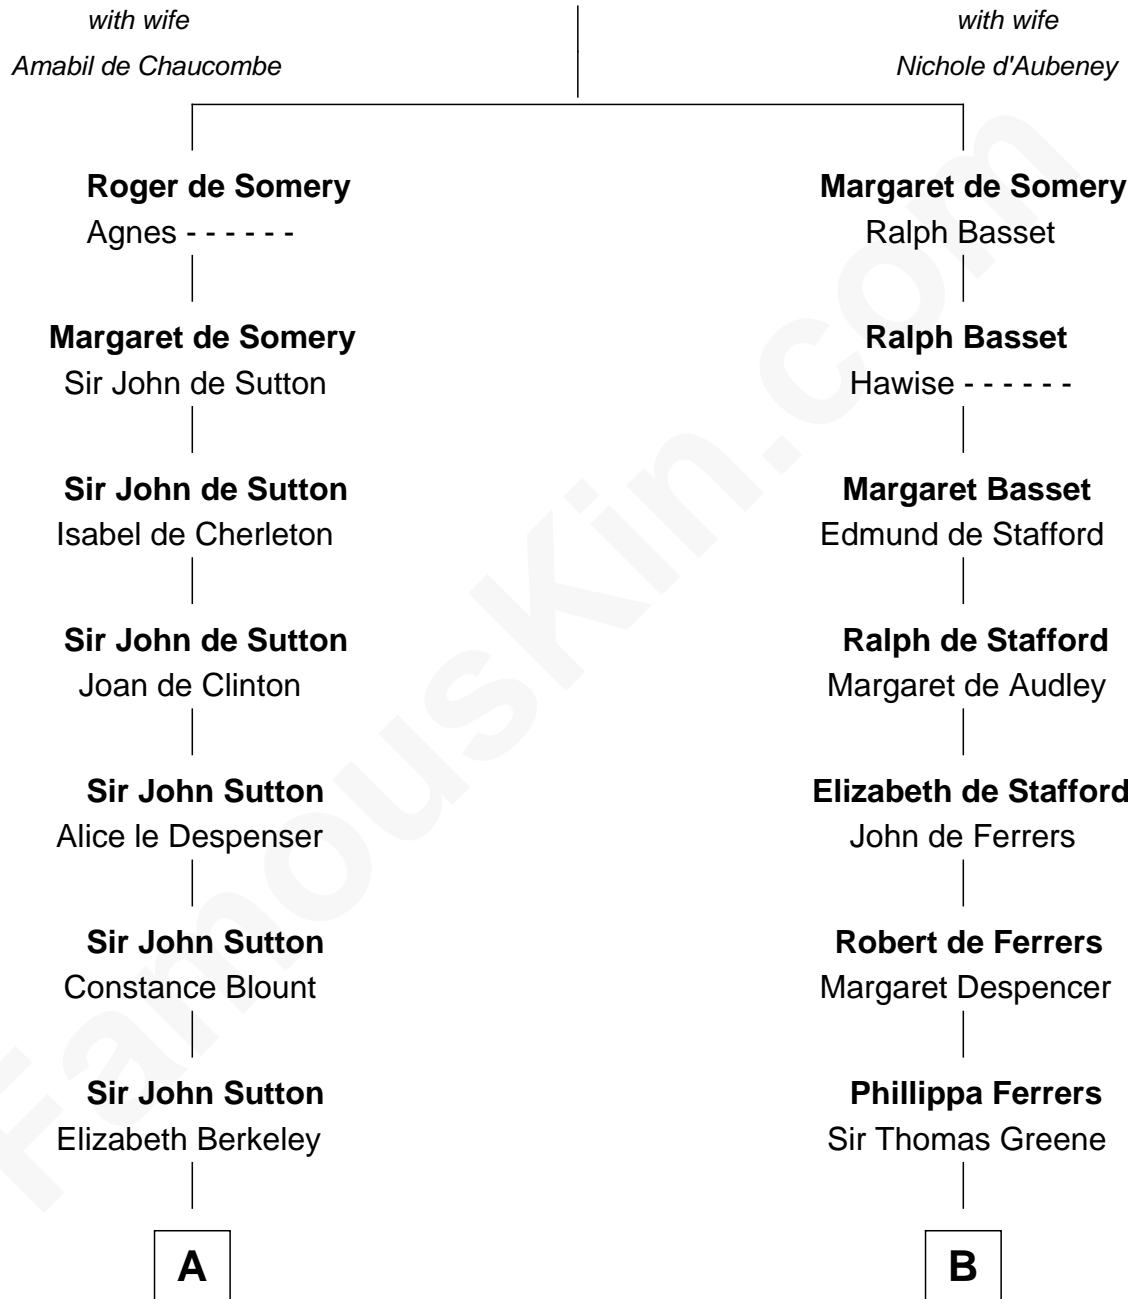 with wife
with wife
Amabil de Chaucombe
Nichole d'Aubeney
Roger de Somery
Margaret de Somery
Agnes - - - - - -
Ralph Basset
Margaret de Somery
Ralph Basset
Sir John de Sutton
Hawise - - - - - -
Sir John de Sutton
Margaret Basset
Isabel de Cherleton
Edmund de Stafford
Sir John de Sutton
Ralph de Stafford
Joan de Clinton
Margaret de Audley
Sir John Sutton
Elizabeth de Stafford
Alice le Despenser
John de Ferrers
Sir John Sutton
Robert de Ferrers
Constance Blount
Margaret Despencer
Sir John Sutton
Phillippa Ferrers
Elizabeth Berkeley
Sir Thomas Greene
A
B
FamousKin.com